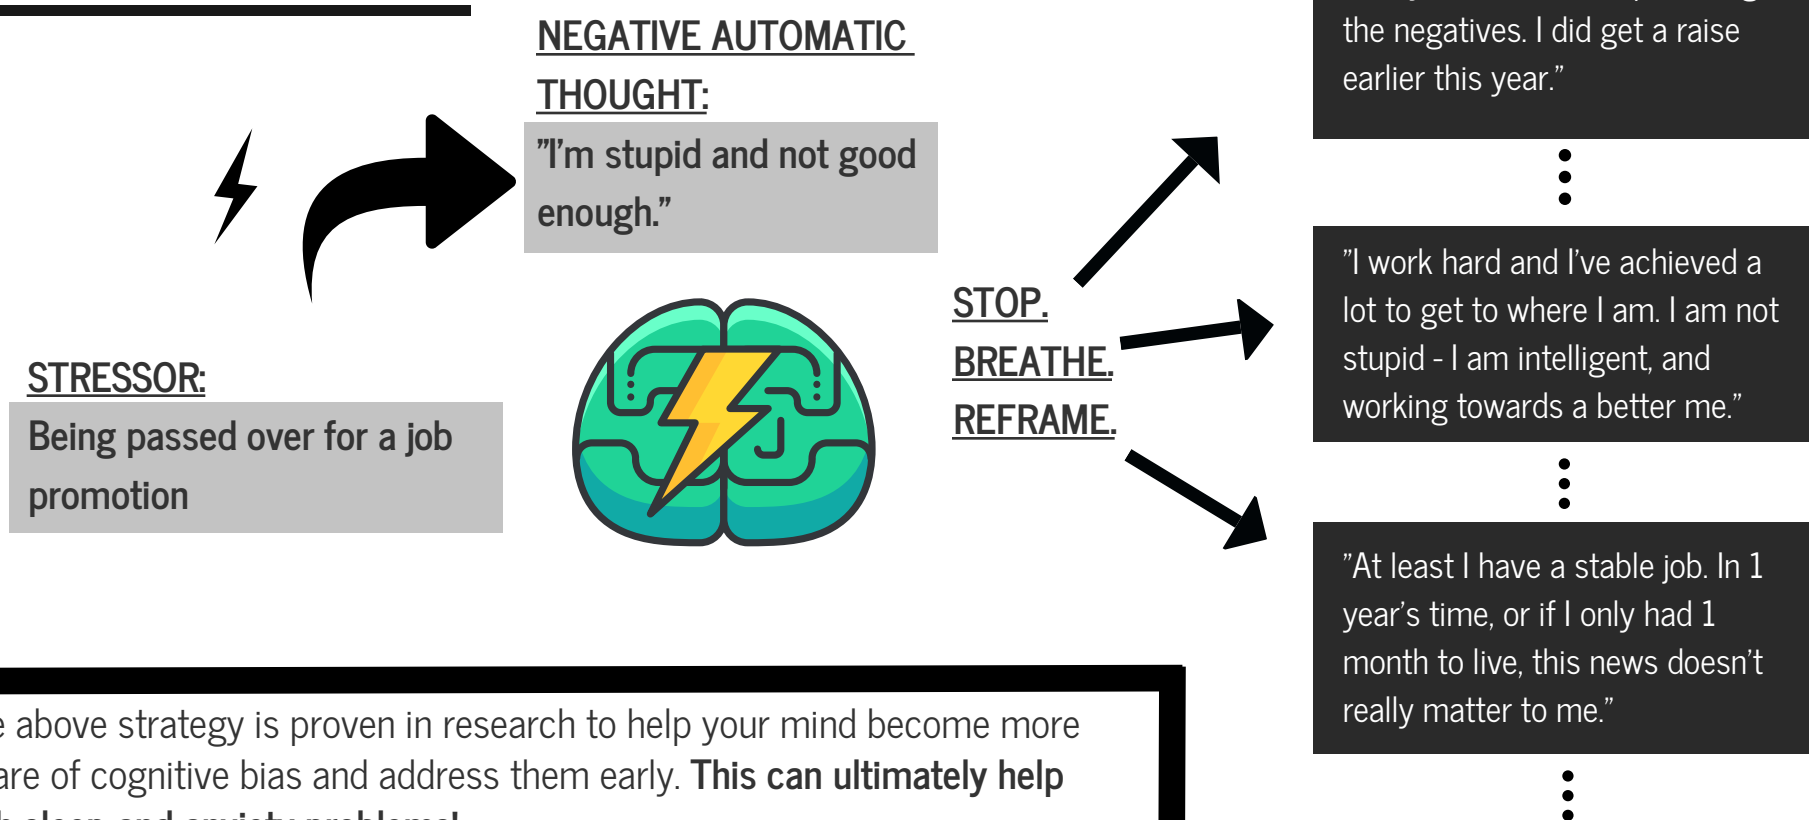 NEGATIVE AUTOMATIC
THOUGHT:
"I'm stupid and not good
enough."
STRESSOR:
Being passed over for a job
promotion
STOP.
BREATHE.
REFRAME.
the negatives. I did get a raise
earlier this year."
"I work hard and I've achieved a
lot to get to where I am. I am not
stupid - I am intelligent, and
working towards a better me."
"At least I have a stable job. In 1
year's time, or if I only had 1
month to live, this news doesn't
really matter to me."
above strategy is proven in research to help your mind become more
of cognitive bias and address them early. This can ultimately help
sleep and anxiety problems!